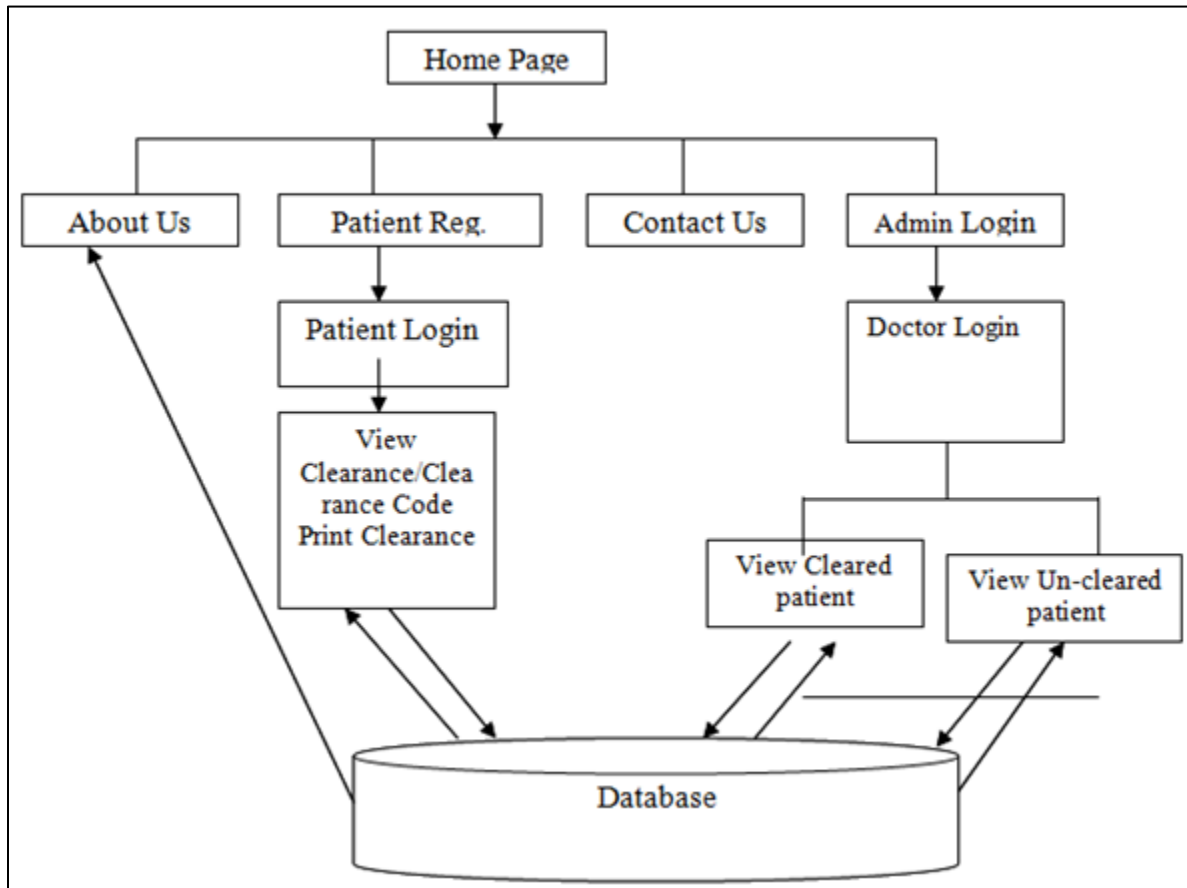 Home Page
About Us
Patient Reg.
Contact Us
Admin Login
Patient Login
Doctor Login
View
Clearance/Clea
rance Code
Print Clearance
View Cleared
patient
View Un-cleared
patient
Database